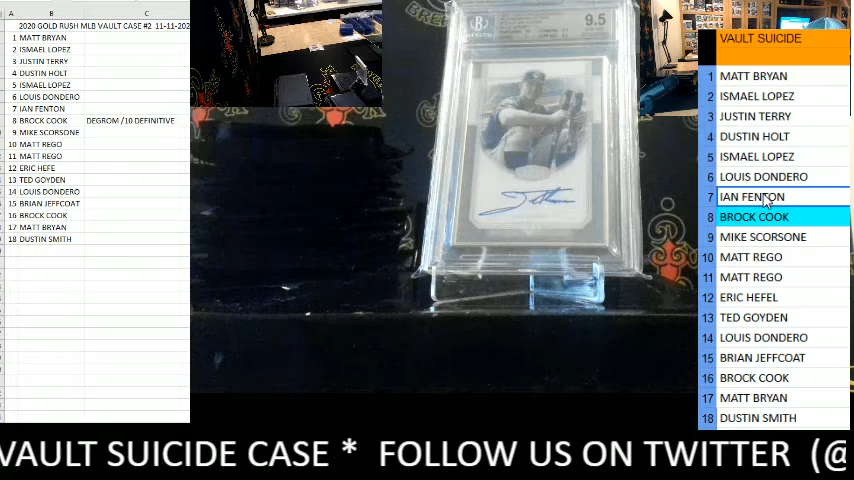 A B C
2020 GOLD RUSH MLB VAULT CASE #2 11-11-202
1 MATT BRYAN
2 ISMAEL LOPEZ
3 JUSTIN TERRY
4 DUSTIN HOLT
5 ISMAEL LOPEZ
6 LOUIS DONDERO
7 IAN FENTON
8 BROCK COOK DEGROM /10 DEFINITIVE
9 MIKE SCORSONE
10 MATT REGO
11 MATT REGO
12 ERIC HEFE
13 TED GOYDEN
14 LOUIS DONDERO
15 BRIAN JEFFCOAT
16 BROCK COOK
17 MATT BRYAN
18 DUSTIN SMITH
9.5
VAULT SUICIDE
1 MATT BRYAN
2 ISMAEL LOPEZ
3 JUSTIN TERRY
4 DUSTIN HOLT
5 ISMAEL LOPEZ
6 LOUIS DONDERO
7 IAN FENTON
8 BROCK COOK
9 MIKE SCORSONE
10 MATT REGO
11 MATT REGO
12 ERIC HEFEL
13 TED GOYDEN
14 LOUIS DONDERO
15 BRIAN JEFFCOAT
16 BROCK COOK
17 MATT BRYAN
18 DUSTIN SMITH
VAULT SUICIDE CASE * FOLLOW US ON TWITTER (@